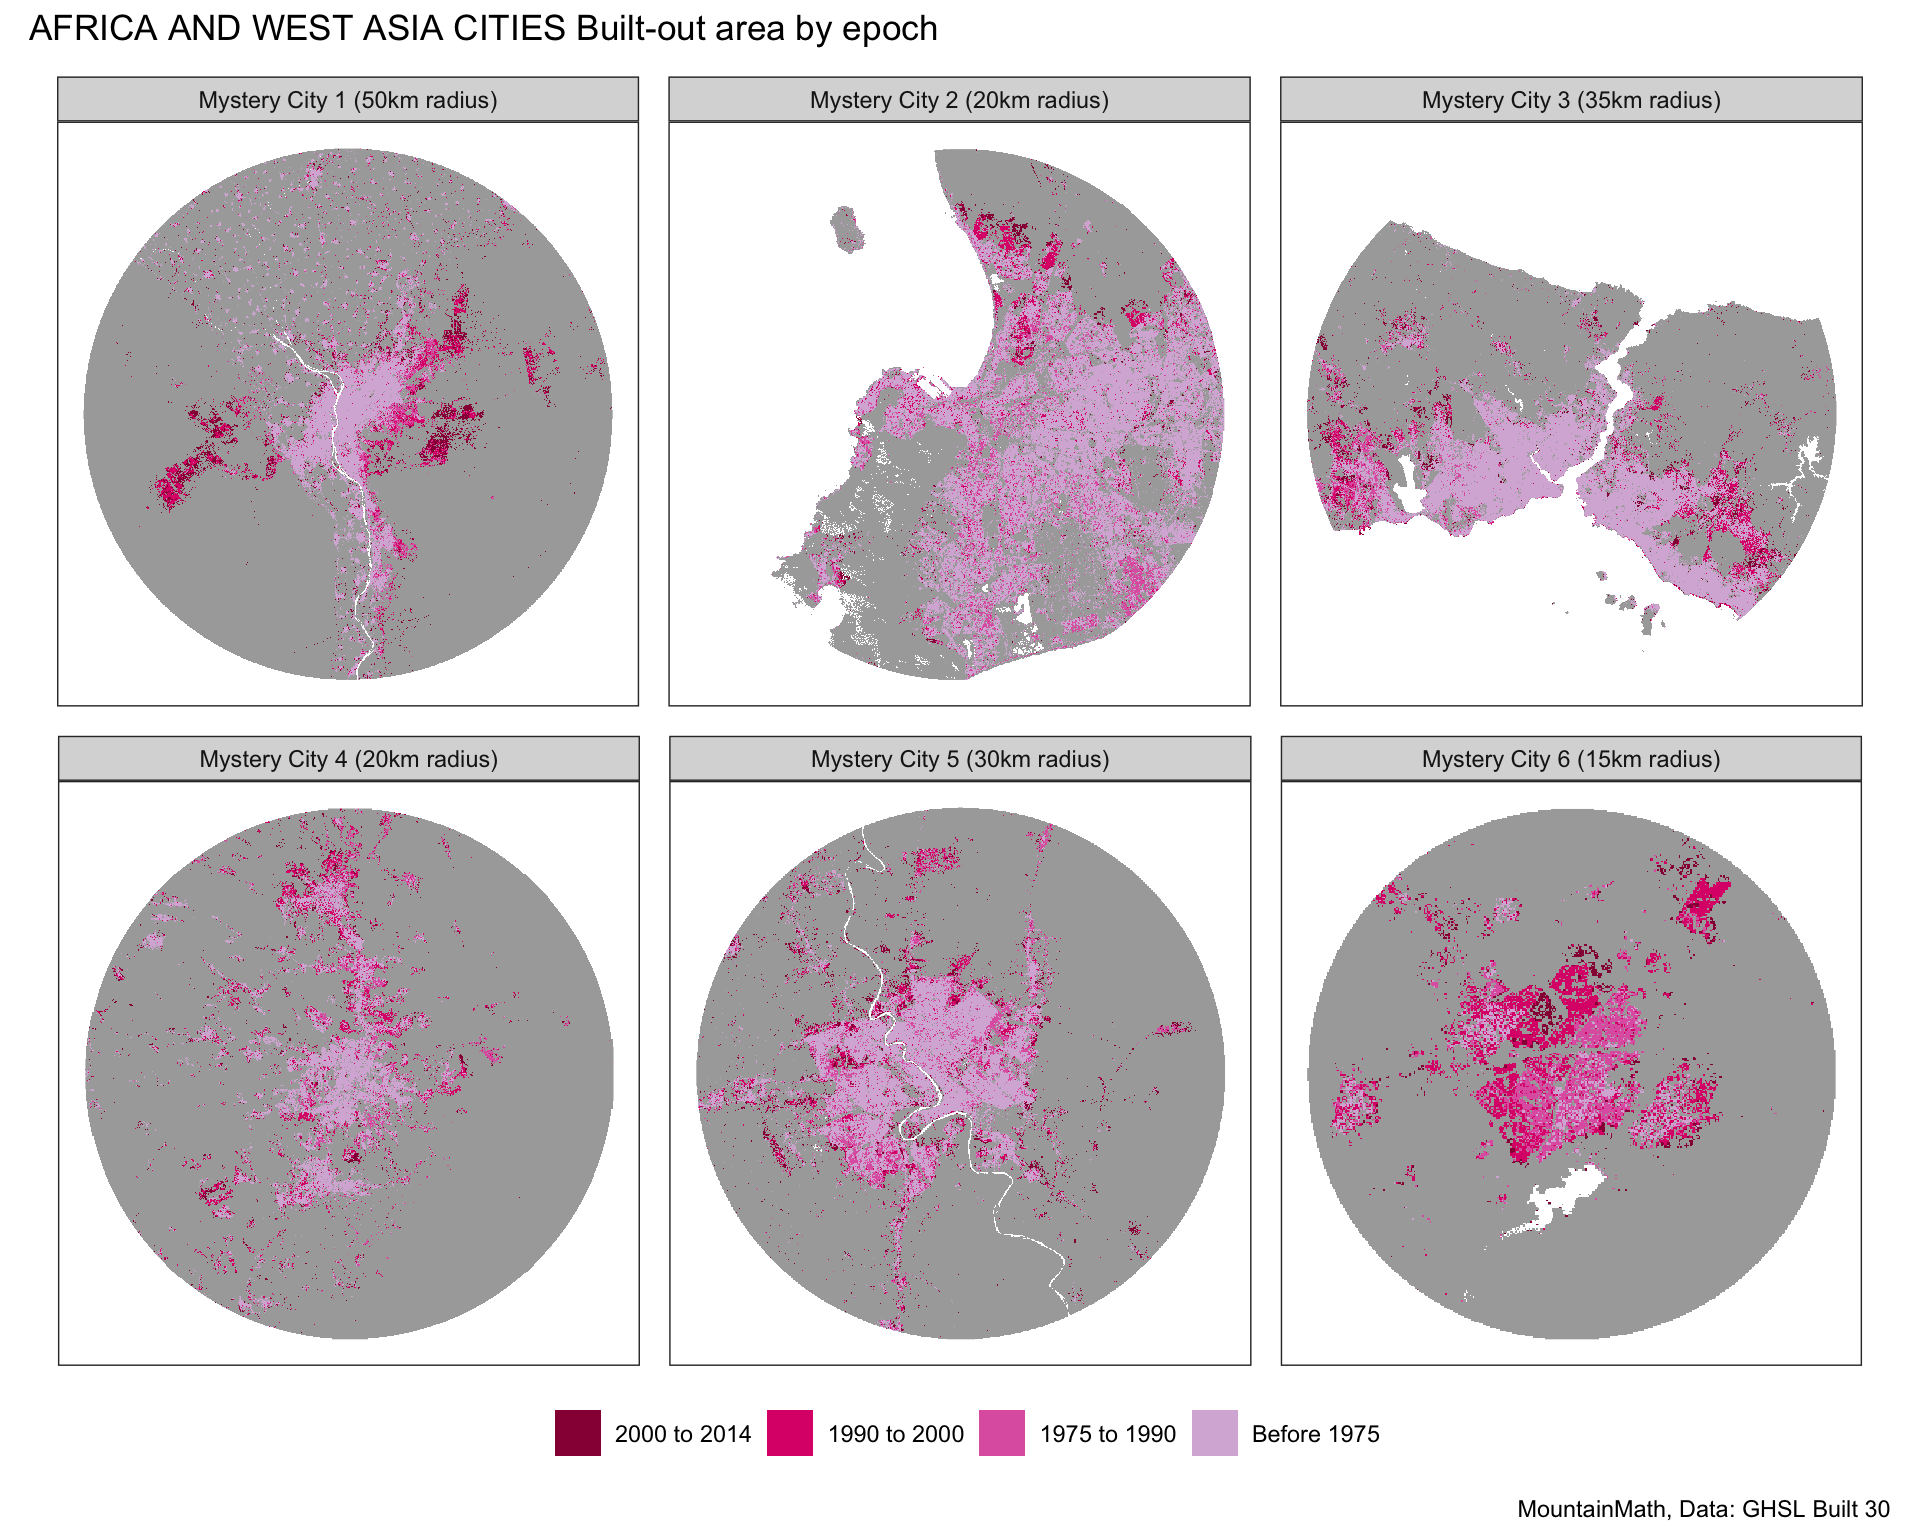 AFRICA AND WEST ASIA CITIES Built-out area by epoch
Mystery City 1 (50km radius)
Mystery City 2 (20km radius)
Mystery City 3 (35km radius)
Mystery City 4 (20km radius)
Mystery City 5 (30km radius)
Mystery City 6 (15km radius)
2000 to 2014
1990 to 2000
1975 to 1990
Before 1975
MountainMath, Data: GHSL Built 30